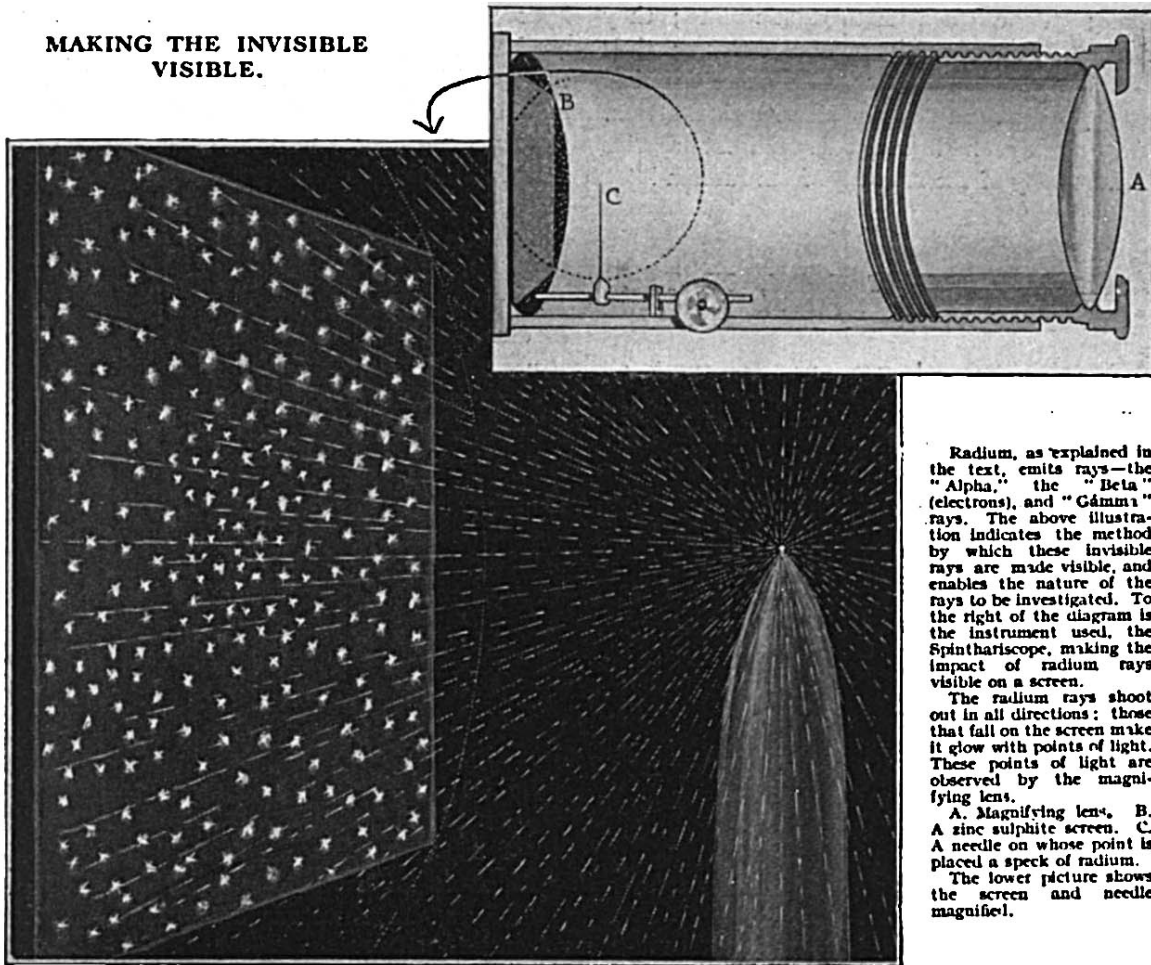 MAKING THE INVISIBLE
VISIBLE.
B
C
A
Radium, as explained in
the text, emits rays—the
"Alpha," the "Beta"
(electrons), and "Gamma"
rays. The above illustra-
tion indicates the method
by which these invisible
rays are made visible, and
enables the nature of the
rays to be investigated. To
the right of the diagram is
the instrument used, the
Spinthariscope, making the
impact of radium rays
visible on a screen.
The radium rays shoot
out in all directions; those
that fall on the screen make
it glow with points of light.
These points of light are
observed by the magni-
fying lens.
A. Magnifying lens. B.
A zinc sulphite screen. C.
A needle on whose point is
placed a speck of radium.
The lower picture shows
the screen and needle
magnified.